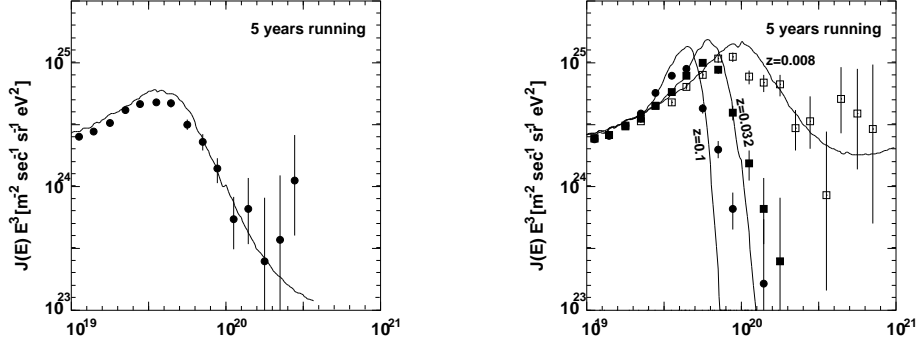 5 years running
10^25
10^24
10^23
J(E) E^3 [m^-2 sec^-1 sr^-1 eV^2]
10^19
10^20
10^21
5 years running
10^25
10^24
10^23
J(E) E^3 [m^-2 sec^-1 sr^-1 eV^2]
z=0.008
z=0.032
z=0.1
10^19
10^20
10^21